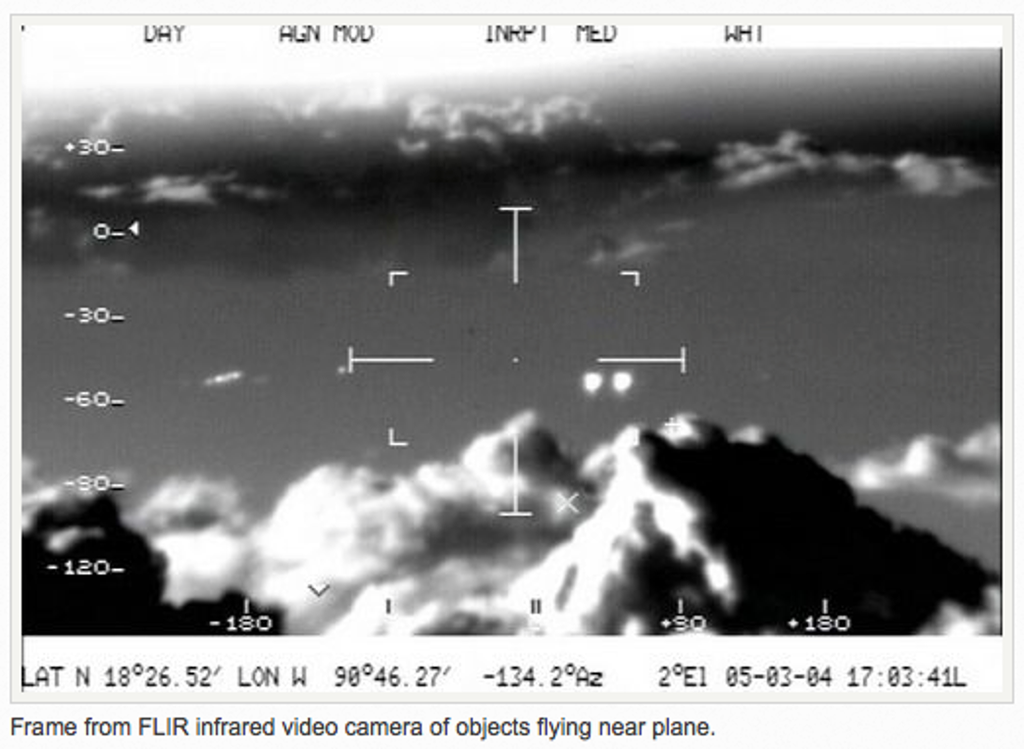 DAY AGN MOD INRPT MED WHT
+30
0
-30
-60
-90
-120
-180 +90 +180
LAT N 18°26.52′ LON W 90°46.27′ -134.2°Az 2°El 05-03-04 17:03:41L
Frame from FLIR infrared video camera of objects flying near plane.